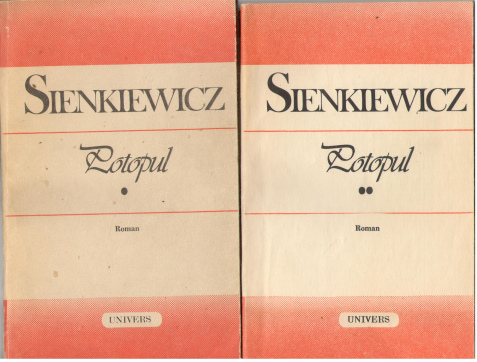 SIENKIEWICZ
Potopul
•
Roman
UNIVERS
SIENKIEWICZ
Potopul
••
Roman
UNIVERS